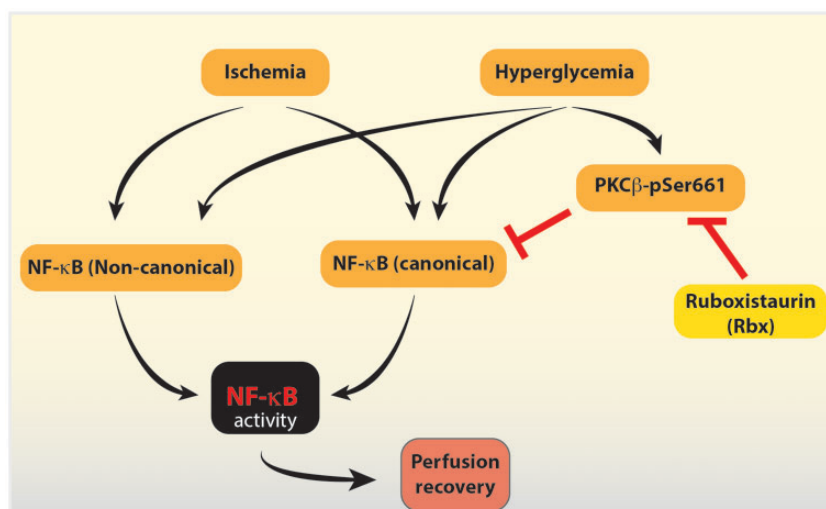 Ischemia
Hyperglycemia
PKCβ-pSer661
NF-κB (Non-canonical)
NF-κB (canonical)
Ruboxistaurin
(Rbx)
NF-κB
activity
Perfusion
recovery